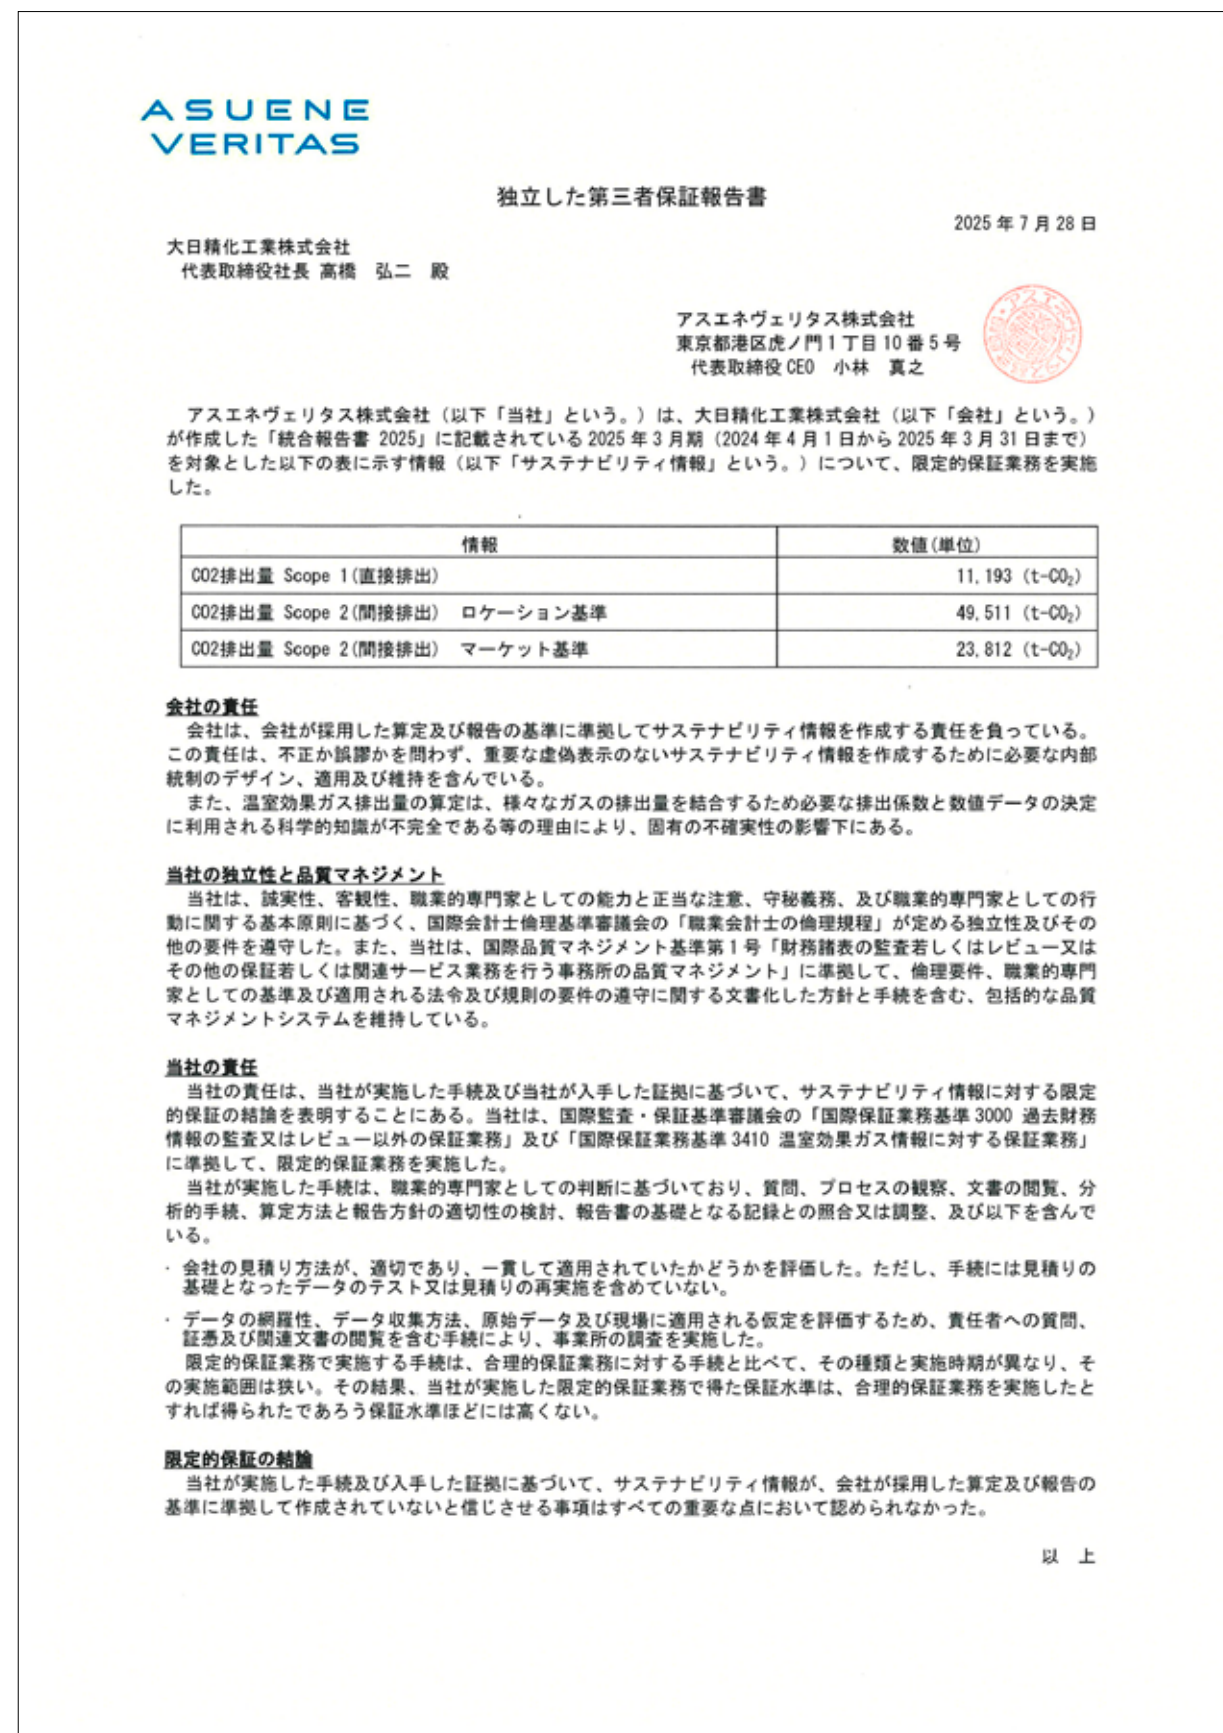 ASUENE
VERITAS
独立した第三者保証報告書
2025 年 7 月 28 日
大日精化工業株式会社
代表取締役社長 高橋 弘二 殿
アスエネヴェリタス株式会社
東京都港区虎ノ門 1 丁目 10 番 5 号
代表取締役 CEO 小林 真之
アスエネヴェリタス株式会社(以下「当社」という。)は、大日精化工業株式会社(以下「会社」という。)
が作成した「統合報告書 2025」に記載されている 2025 年 3 月期(2024 年 4 月 1 日から 2025 年 3 月 31 日まで)
を対象とした以下の表に示す情報(以下「サステナビリティ情報」という。)について、限定的保証業務を実施
した。
情報 数値(単位)
CO2排出量 Scope 1(直接排出) 11,193 (t-CO₂)
CO2排出量 Scope 2(間接排出) ロケーション基準 49,511 (t-CO₂)
CO2排出量 Scope 2(間接排出) マーケット基準 23,812 (t-CO₂)
会社の責任
会社は、会社が採用した算定及び報告の基準に準拠してサステナビリティ情報を作成する責任を負っている。
この責任は、不正か誤謬かを問わず、重要な虚偽表示のないサステナビリティ情報を作成するために必要な内部
統制のデザイン、適用及び維持を含んでいる。
また、温室効果ガス排出量の算定は、様々なガスの排出量を結合するため必要な排出係数と数値データの決定
に利用される科学的知識が不完全である等の理由により、固有の不確実性の影響下にある。
当社の独立性と品質マネジメント
当社は、誠実性、客観性、職業的専門家としての能力と正当な注意、守秘義務、及び職業的専門家としての行
動に関する基本原則に基づく、国際会計士倫理基準審議会の「職業会計士の倫理規程」が定める独立性及びその
他の要件を遵守した。また、当社は、国際品質マネジメント基準第 1 号「財務諸表の監査若しくはレビュー又は
その他の保証若しくは関連サービス業務を行う事務所の品質マネジメント」に準拠して、倫理要件、職業的専門
家としての基準及び適用される法令及び規則の要件の遵守に関する文書化した方針と手続を含む、包括的な品質
マネジメントシステムを維持している。
当社の責任
当社の責任は、当社が実施した手続及び当社が入手した証拠に基づいて、サステナビリティ情報に対する限定
的保証の結論を表明することにある。当社は、国際監査・保証基準審議会の「国際保証業務基準 3000 過去財務
情報の監査又はレビュー以外の保証業務」及び「国際保証業務基準 3410 温室効果ガス情報に対する保証業務」
に準拠して、限定的保証業務を実施した。
当社が実施した手続は、職業的専門家としての判断に基づいており、質問、プロセスの観察、文書の閲覧、分
析的手続、算定方法と報告方針の適切性の検討、報告書の基礎となる記録との照合又は調整、及び以下を含んで
いる。
· 会社の見積り方法が、適切であり、一貫して適用されていたかどうかを評価した。ただし、手続には見積りの
基礎となったデータのテスト又は見積りの再実施を含めていない。
· データの網羅性、データ収集方法、原始データ及び現場に適用される仮定を評価するため、責任者への質問、
証憑及び関連文書の閲覧を含む手続により、事業所の調査を実施した。
限定的保証業務で実施する手続は、合理的保証業務に対する手続と比べて、その種類と実施時期が異なり、そ
の実施範囲は狭い。その結果、当社が実施した限定的保証業務で得た保証水準は、合理的保証業務を実施したと
すれば得られたであろう保証水準ほどには高くない。
限定的保証の結論
当社が実施した手続及び入手した証拠に基づいて、サステナビリティ情報が、会社が採用した算定及び報告の
基準に準拠して作成されていないと信じさせる事項はすべての重要な点において認められなかった。
以 上